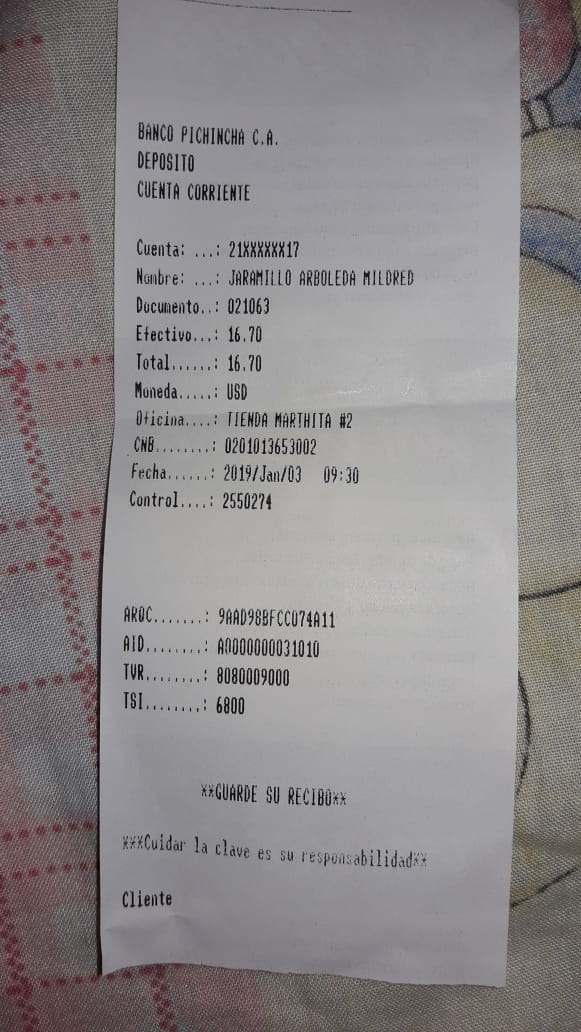 BANCO PICHINCHA C.A.
DEPOSITO
CUENTA CORRIENTE
Cuenta: ...: 21XXXXXX17
Nombre: ...: JARAMILLO ARBOLEDA MILDRED
Documento..: 021063
Efectivo...: 16.70
Total......: 16.70
Moneda.....: USD
Oficina....: TIENDA MARTHITA #2
CNB........: 0201013653002
Fecha......: 2019/Jan/03 09:30
Control....: 2550274
ARQC.......: 9AAD98BFCC074A11
AID........: A0000000031010
TVR........: 8080009000
TSI........: 6800
**GUARDE SU RECIBO**
***Cuidar la clave es su responsabilidad**
Cliente